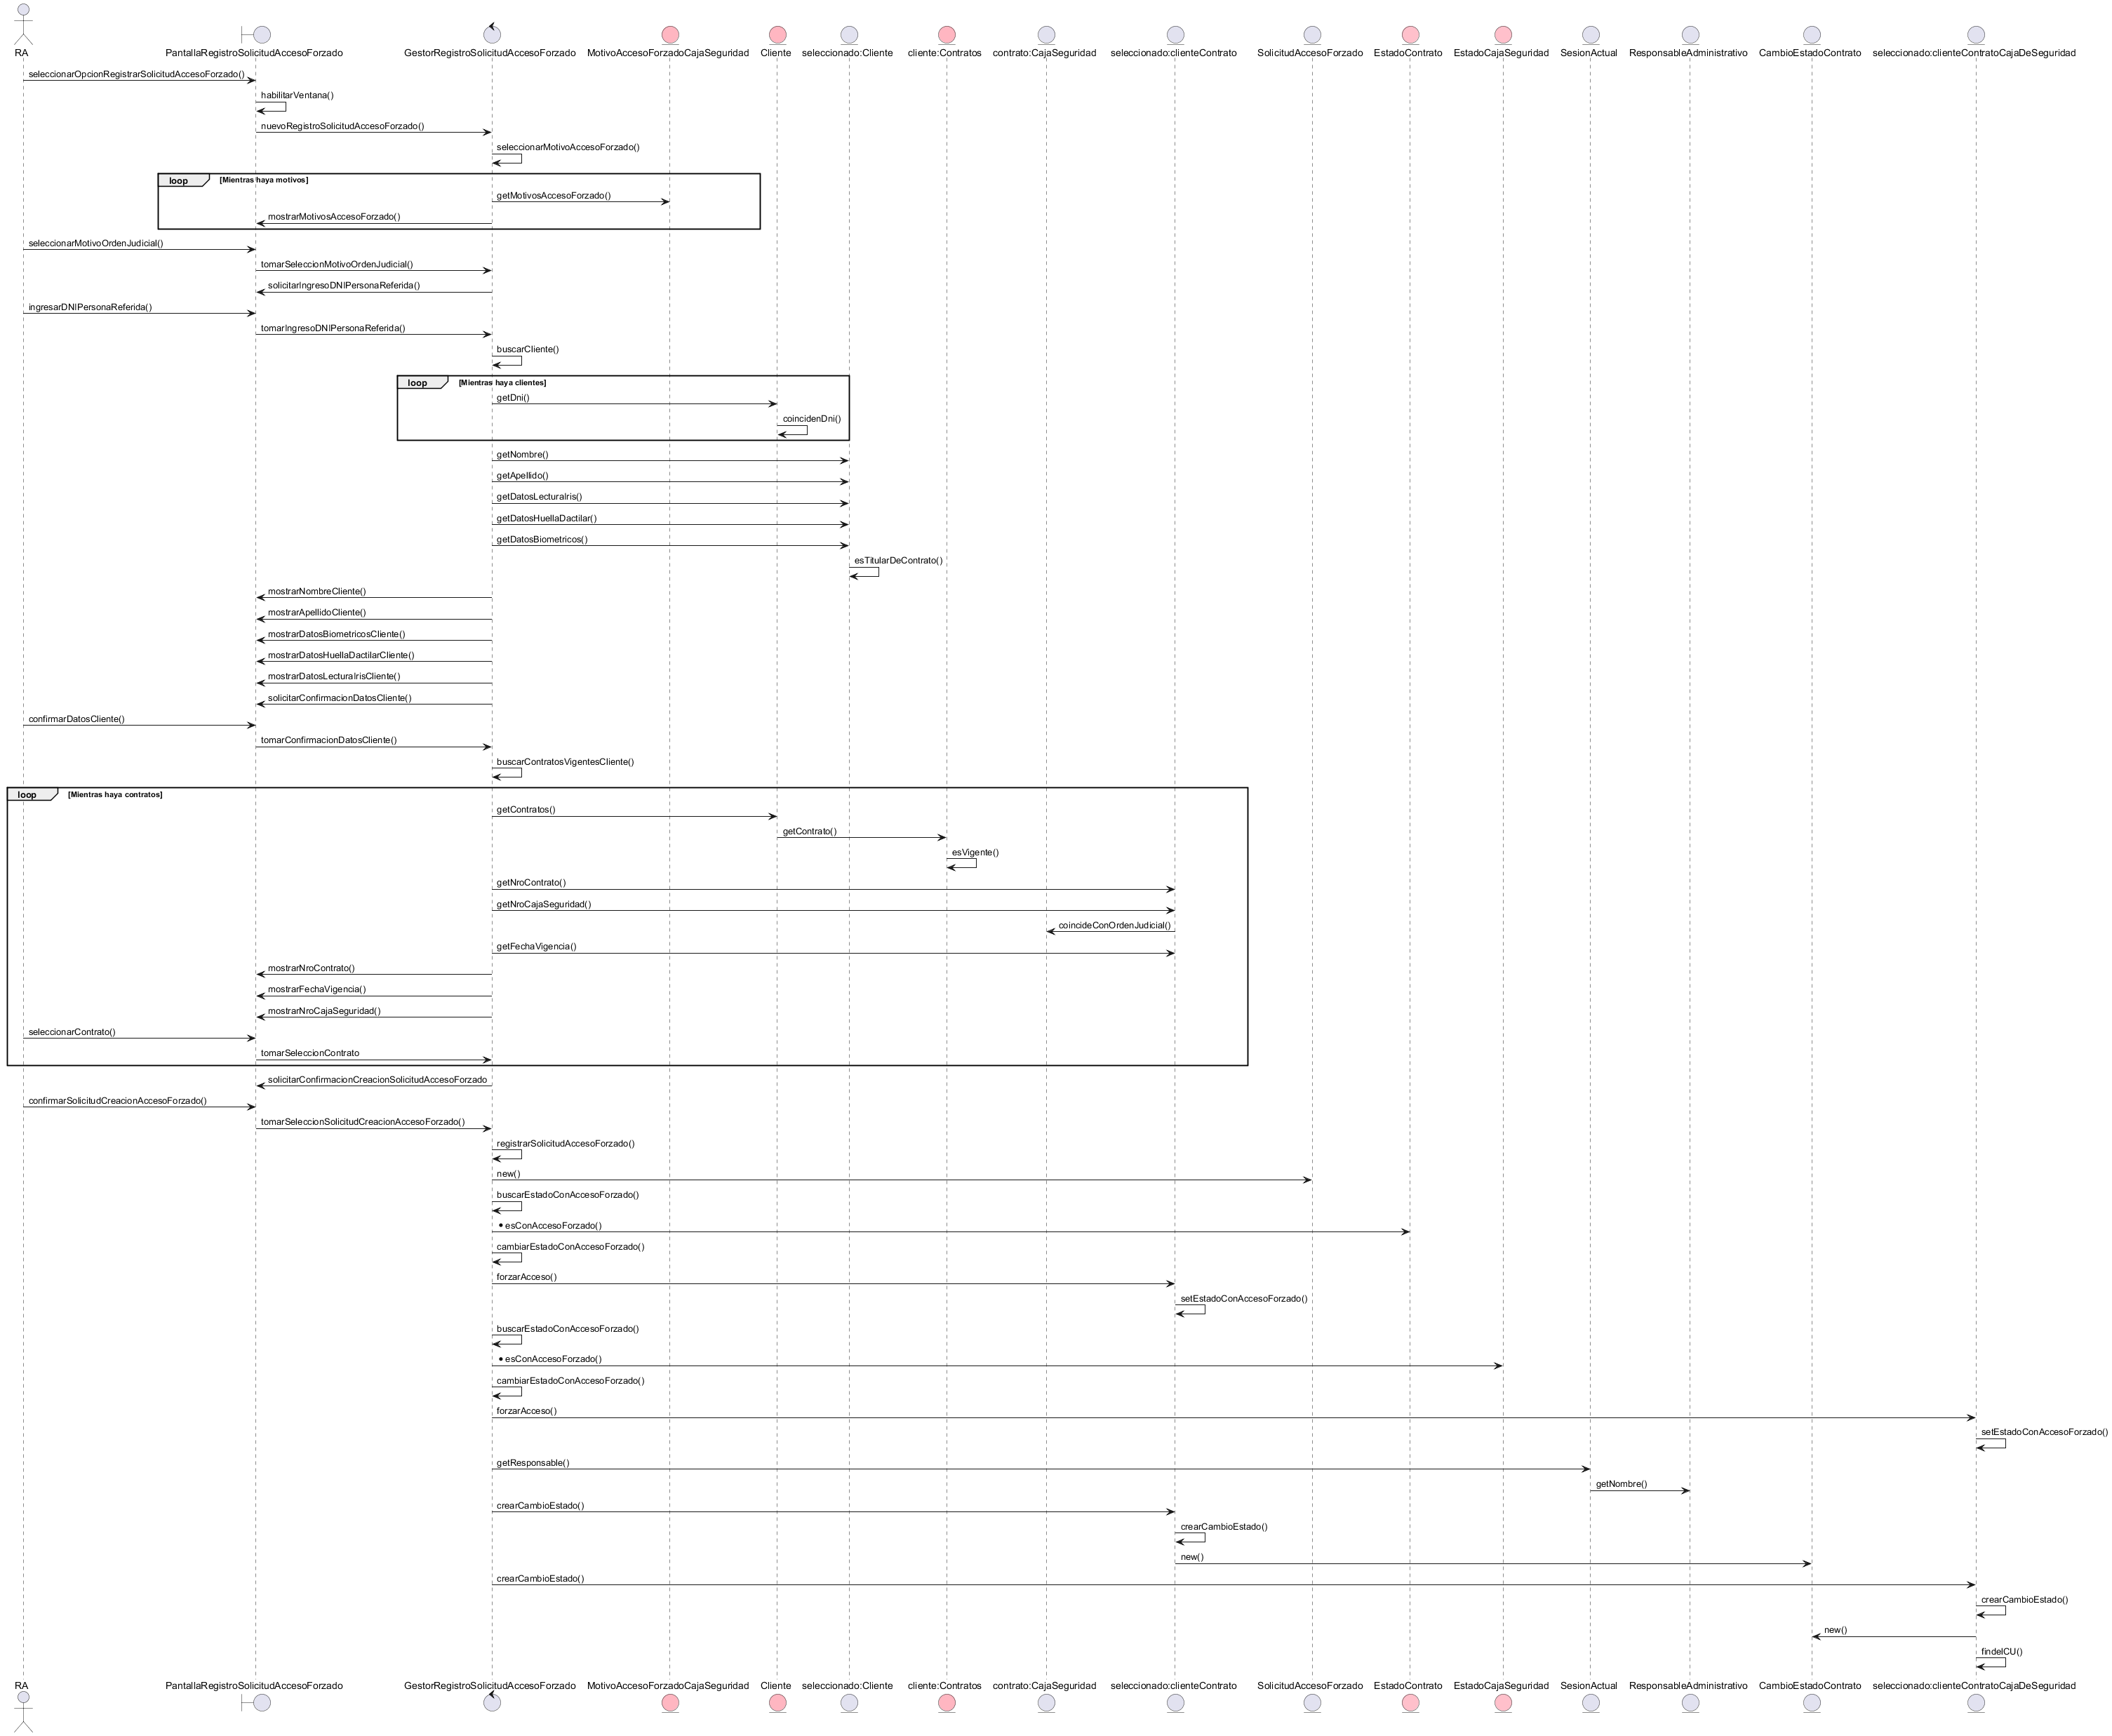 RA
PantallaRegistroSolicitudAccesoForzado
GestorRegistroSolicitudAccesoForzado
MotivoAccesoForzadoCajaSeguridad
Cliente
seleccionado:Cliente
cliente:Contratos
contrato:CajaSeguridad
seleccionado:clienteContrato
SolicitudAccesoForzado
EstadoContrato
EstadoCajaSeguridad
SesionActual
ResponsableAdministrativo
CambioEstadoContrato
seleccionado:clienteContratoCajaDeSeguridad
seleccionarOpcionRegistrarSolicitudAccesoForzado()
habilitarVentana()
nuevoRegistroSolicitudAccesoForzado()
seleccionarMotivoAccesoForzado()
loop [Mientras haya motivos]
getMotivosAccesoForzado()
mostrarMotivosAccesoForzado()
seleccionarMotivoOrdenJudicial()
tomarSeleccionMotivoOrdenJudicial()
solicitarIngresoDNIPersonaReferida()
ingresarDNIPersonaReferida()
tomarIngresoDNIPersonaReferida()
buscarCliente()
loop [Mientras haya clientes]
getDni()
coincidenDni()
getNombre()
getApellido()
getDatosLecturaIris()
getDatosHuellaDactilar()
getDatosBiometricos()
esTitularDeContrato()
mostrarNombreCliente()
mostrarApellidoCliente()
mostrarDatosBiometricosCliente()
mostrarDatosHuellaDactilarCliente()
mostrarDatosLecturaIrisCliente()
solicitarConfirmacionDatosCliente()
confirmarDatosCliente()
tomarConfirmacionDatosCliente()
buscarContratosVigentesCliente()
loop [Mientras haya contratos]
getContratos()
getContrato()
esVigente()
getNroContrato()
getNroCajaSeguridad()
coincideConOrdenJudicial()
getFechaVigencia()
mostrarNroContrato()
mostrarFechaVigencia()
mostrarNroCajaSeguridad()
seleccionarContrato()
tomarSeleccionContrato
solicitarConfirmacionCreacionSolicitudAccesoForzado
confirmarSolicitudCreacionAccesoForzado()
tomarSeleccionSolicitudCreacionAccesoForzado()
registrarSolicitudAccesoForzado()
new()
buscarEstadoConAccesoForzado()
• esConAccesoForzado()
cambiarEstadoConAccesoForzado()
forzarAcceso()
setEstadoConAccesoForzado()
buscarEstadoConAccesoForzado()
• esConAccesoForzado()
cambiarEstadoConAccesoForzado()
forzarAcceso()
setEstadoConAccesoForzado()
getResponsable()
getNombre()
crearCambioEstado()
crearCambioEstado()
new()
crearCambioEstado()
crearCambioEstado()
new()
findelCU()
RA
PantallaRegistroSolicitudAccesoForzado
GestorRegistroSolicitudAccesoForzado
MotivoAccesoForzadoCajaSeguridad
Cliente
seleccionado:Cliente
cliente:Contratos
contrato:CajaSeguridad
seleccionado:clienteContrato
SolicitudAccesoForzado
EstadoContrato
EstadoCajaSeguridad
SesionActual
ResponsableAdministrativo
CambioEstadoContrato
seleccionado:clienteContratoCajaDeSeguridad